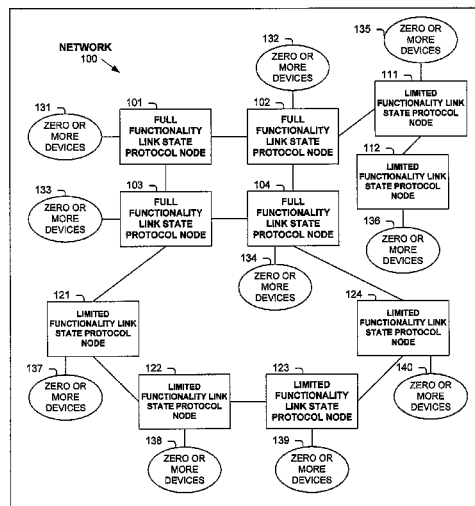 NETWORK
100
132
ZERO OR
MORE
DEVICES
135
ZERO OR
MORE
DEVICES
131
ZERO OR
MORE
DEVICES
101
FULL
FUNCTIONALITY
LINK STATE
PROTOCOL NODE
102
FULL
FUNCTIONALITY
LINK STATE
PROTOCOL NODE
111
LIMITED
FUNCTIONALITY LINK
STATE PROTOCOL
NODE
112
LIMITED
FUNCTIONALITY LINK
STATE PROTOCOL
NODE
133
ZERO OR
MORE
DEVICES
103
FULL
FUNCTIONALITY
LINK STATE
PROTOCOL NODE
104
FULL
FUNCTIONALITY
LINK STATE
PROTOCOL NODE
136
ZERO OR
MORE
DEVICES
134
ZERO OR
MORE
DEVICES
121
LIMITED
FUNCTIONALITY LINK
STATE PROTOCOL
NODE
124
LIMITED
FUNCTIONALITY LINK
STATE PROTOCOL
NODE
137
ZERO OR
MORE
DEVICES
122
LIMITED
FUNCTIONALITY LINK
STATE PROTOCOL
NODE
123
LIMITED
FUNCTIONALITY LINK
STATE PROTOCOL
NODE
140
ZERO OR
MORE
DEVICES
138
ZERO OR
MORE
DEVICES
139
ZERO OR
MORE
DEVICES